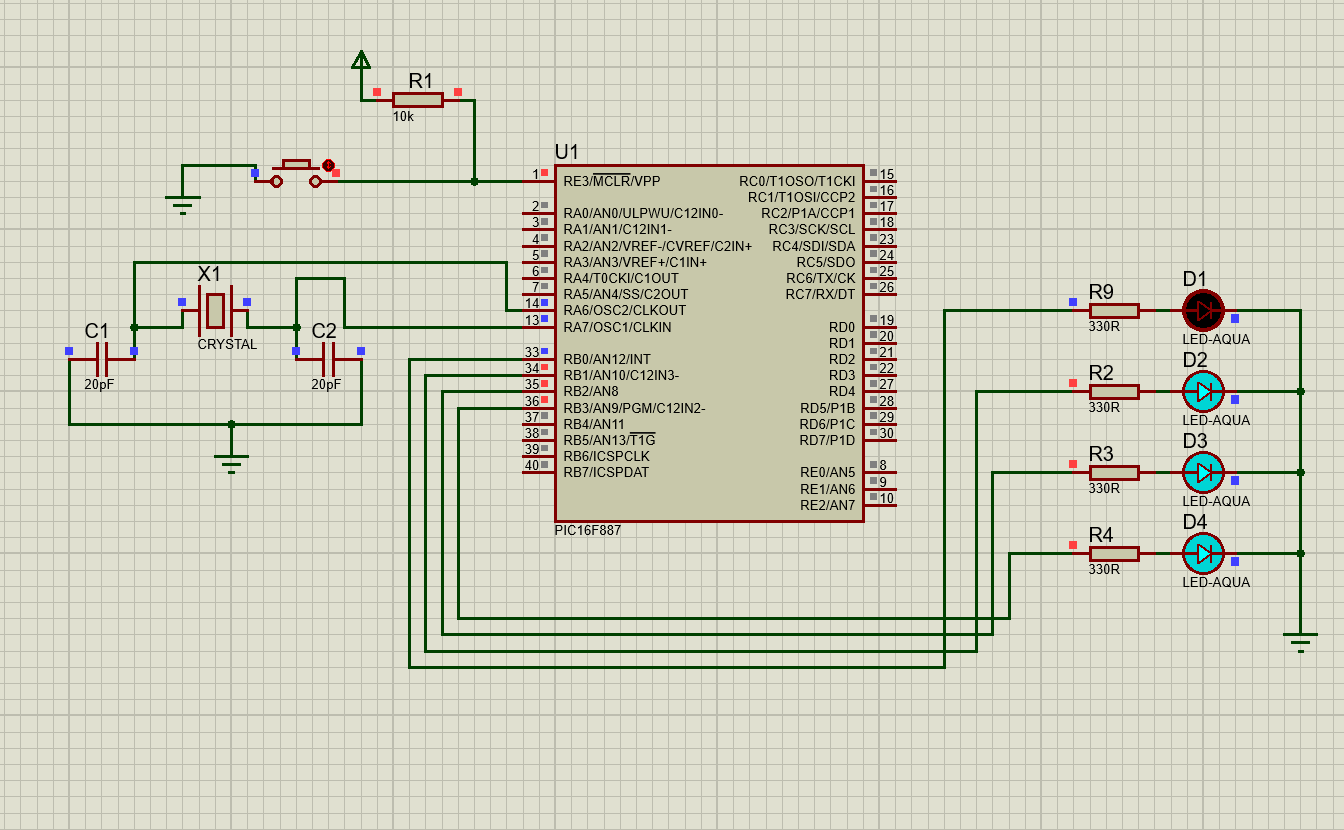 R1
10k
U1
1
RE3/MCLR/VPP
RC0/T1OSO/T1CKI
15
RC1/T1OSI/CCP2
16
2
RA0/AN0/ULPWU/C12IN0-
RC2/P1A/CCP1
17
3
RA1/AN1/C12IN1-
RC3/SCK/SCL
18
4
RA2/AN2/VREF-/CVREF/C2IN+
RC4/SDI/SDA
23
5
RA3/AN3/VREF+/C1IN+
RC5/SDO
24
6
RA4/T0CKI/C1OUT
RC6/TX/CK
25
7
RA5/AN4/SS/C2OUT
RC7/RX/DT
26
14
RA6/OSC2/CLKOUT
13
RA7/OSC1/CLKIN
RD0
19
RD1
20
33
RB0/AN12/INT
RD2
21
34
RB1/AN10/C12IN3-
RD3
22
35
RB2/AN8
RD4
27
36
RB3/AN9/PGM/C12IN2-
RD5/P1B
28
37
RB4/AN11
RD6/P1C
29
38
RB5/AN13/T1G
RD7/P1D
30
39
RB6/ICSPCLK
40
RB7/ICSPDAT
RE0/AN5
8
RE1/AN6
9
RE2/AN7
10
PIC16F887
X1
CRYSTAL
C1
20pF
C2
20pF
R9
330R
D1
LED-AQUA
R2
330R
D2
LED-AQUA
R3
330R
D3
LED-AQUA
R4
330R
D4
LED-AQUA